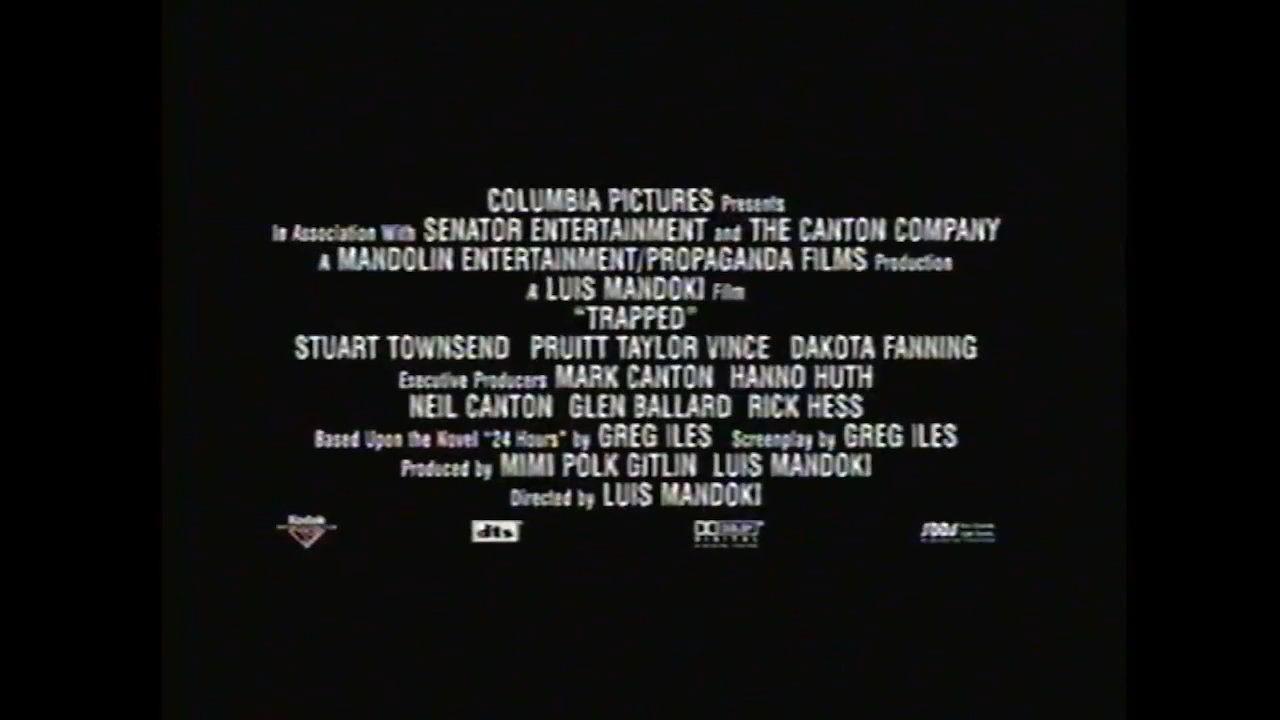 COLUMBIA PICTURES Presents
In Association With SENATOR ENTERTAINMENT and THE CANTON COMPANY
A MANDOLIN ENTERTAINMENT/PROPAGANDA FILMS Production
A LUIS MANDOKI Film
"TRAPPED"
STUART TOWNSEND PRUITT TAYLOR VINCE DAKOTA FANNING
Executive Producers MARK CANTON HANNO HUTH
NEIL CANTON GLEN BALLARD RICK HESS
Based Upon the Novel "24 Hours" by GREG ILES Screenplay by GREG ILES
Produced by MIMI POLK GITLIN LUIS MANDOKI
Directed by LUIS MANDOKI
Kodak dts DIGITAL SDDS